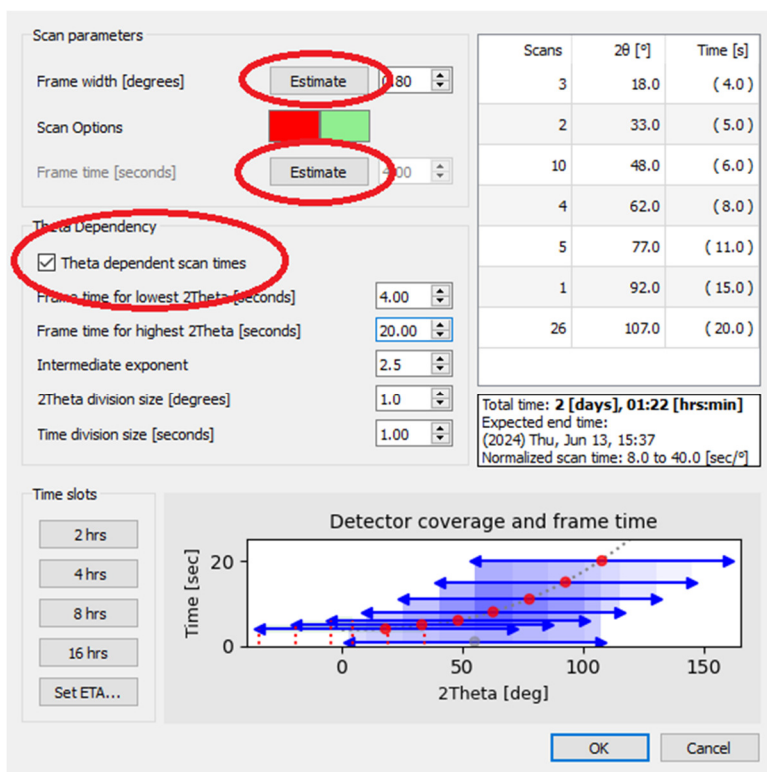 Scan parameters
Frame width [degrees] Estimate 0.80
Scan Options
Frame time [seconds] Estimate 4.00
Theta Dependency
Theta dependent scan times
Frame time for lowest 2Theta [seconds] 4.00
Frame time for highest 2Theta [seconds] 20.00
Intermediate exponent 2.5
2Theta division size [degrees] 1.0
Time division size [seconds] 1.00
Scans 2θ [°] Time [s]
3 18.0 ( 4.0 )
2 33.0 ( 5.0 )
10 48.0 ( 6.0 )
4 62.0 ( 8.0 )
5 77.0 ( 11.0 )
1 92.0 ( 15.0 )
26 107.0 ( 20.0 )
Total time: 2 [days], 01:22 [hrs:min]
Expected end
time:
(2024) Thu, Jun 13, 15:37
Normalized scan time: 8.0 to 40.0 [sec/°]
Time slots
2 hrs
4 hrs
8 hrs
16 hrs
Set ETA...
Detector coverage and frame time
Time [sec]
20
0
0 50 100 150
2Theta [deg]
OK Cancel